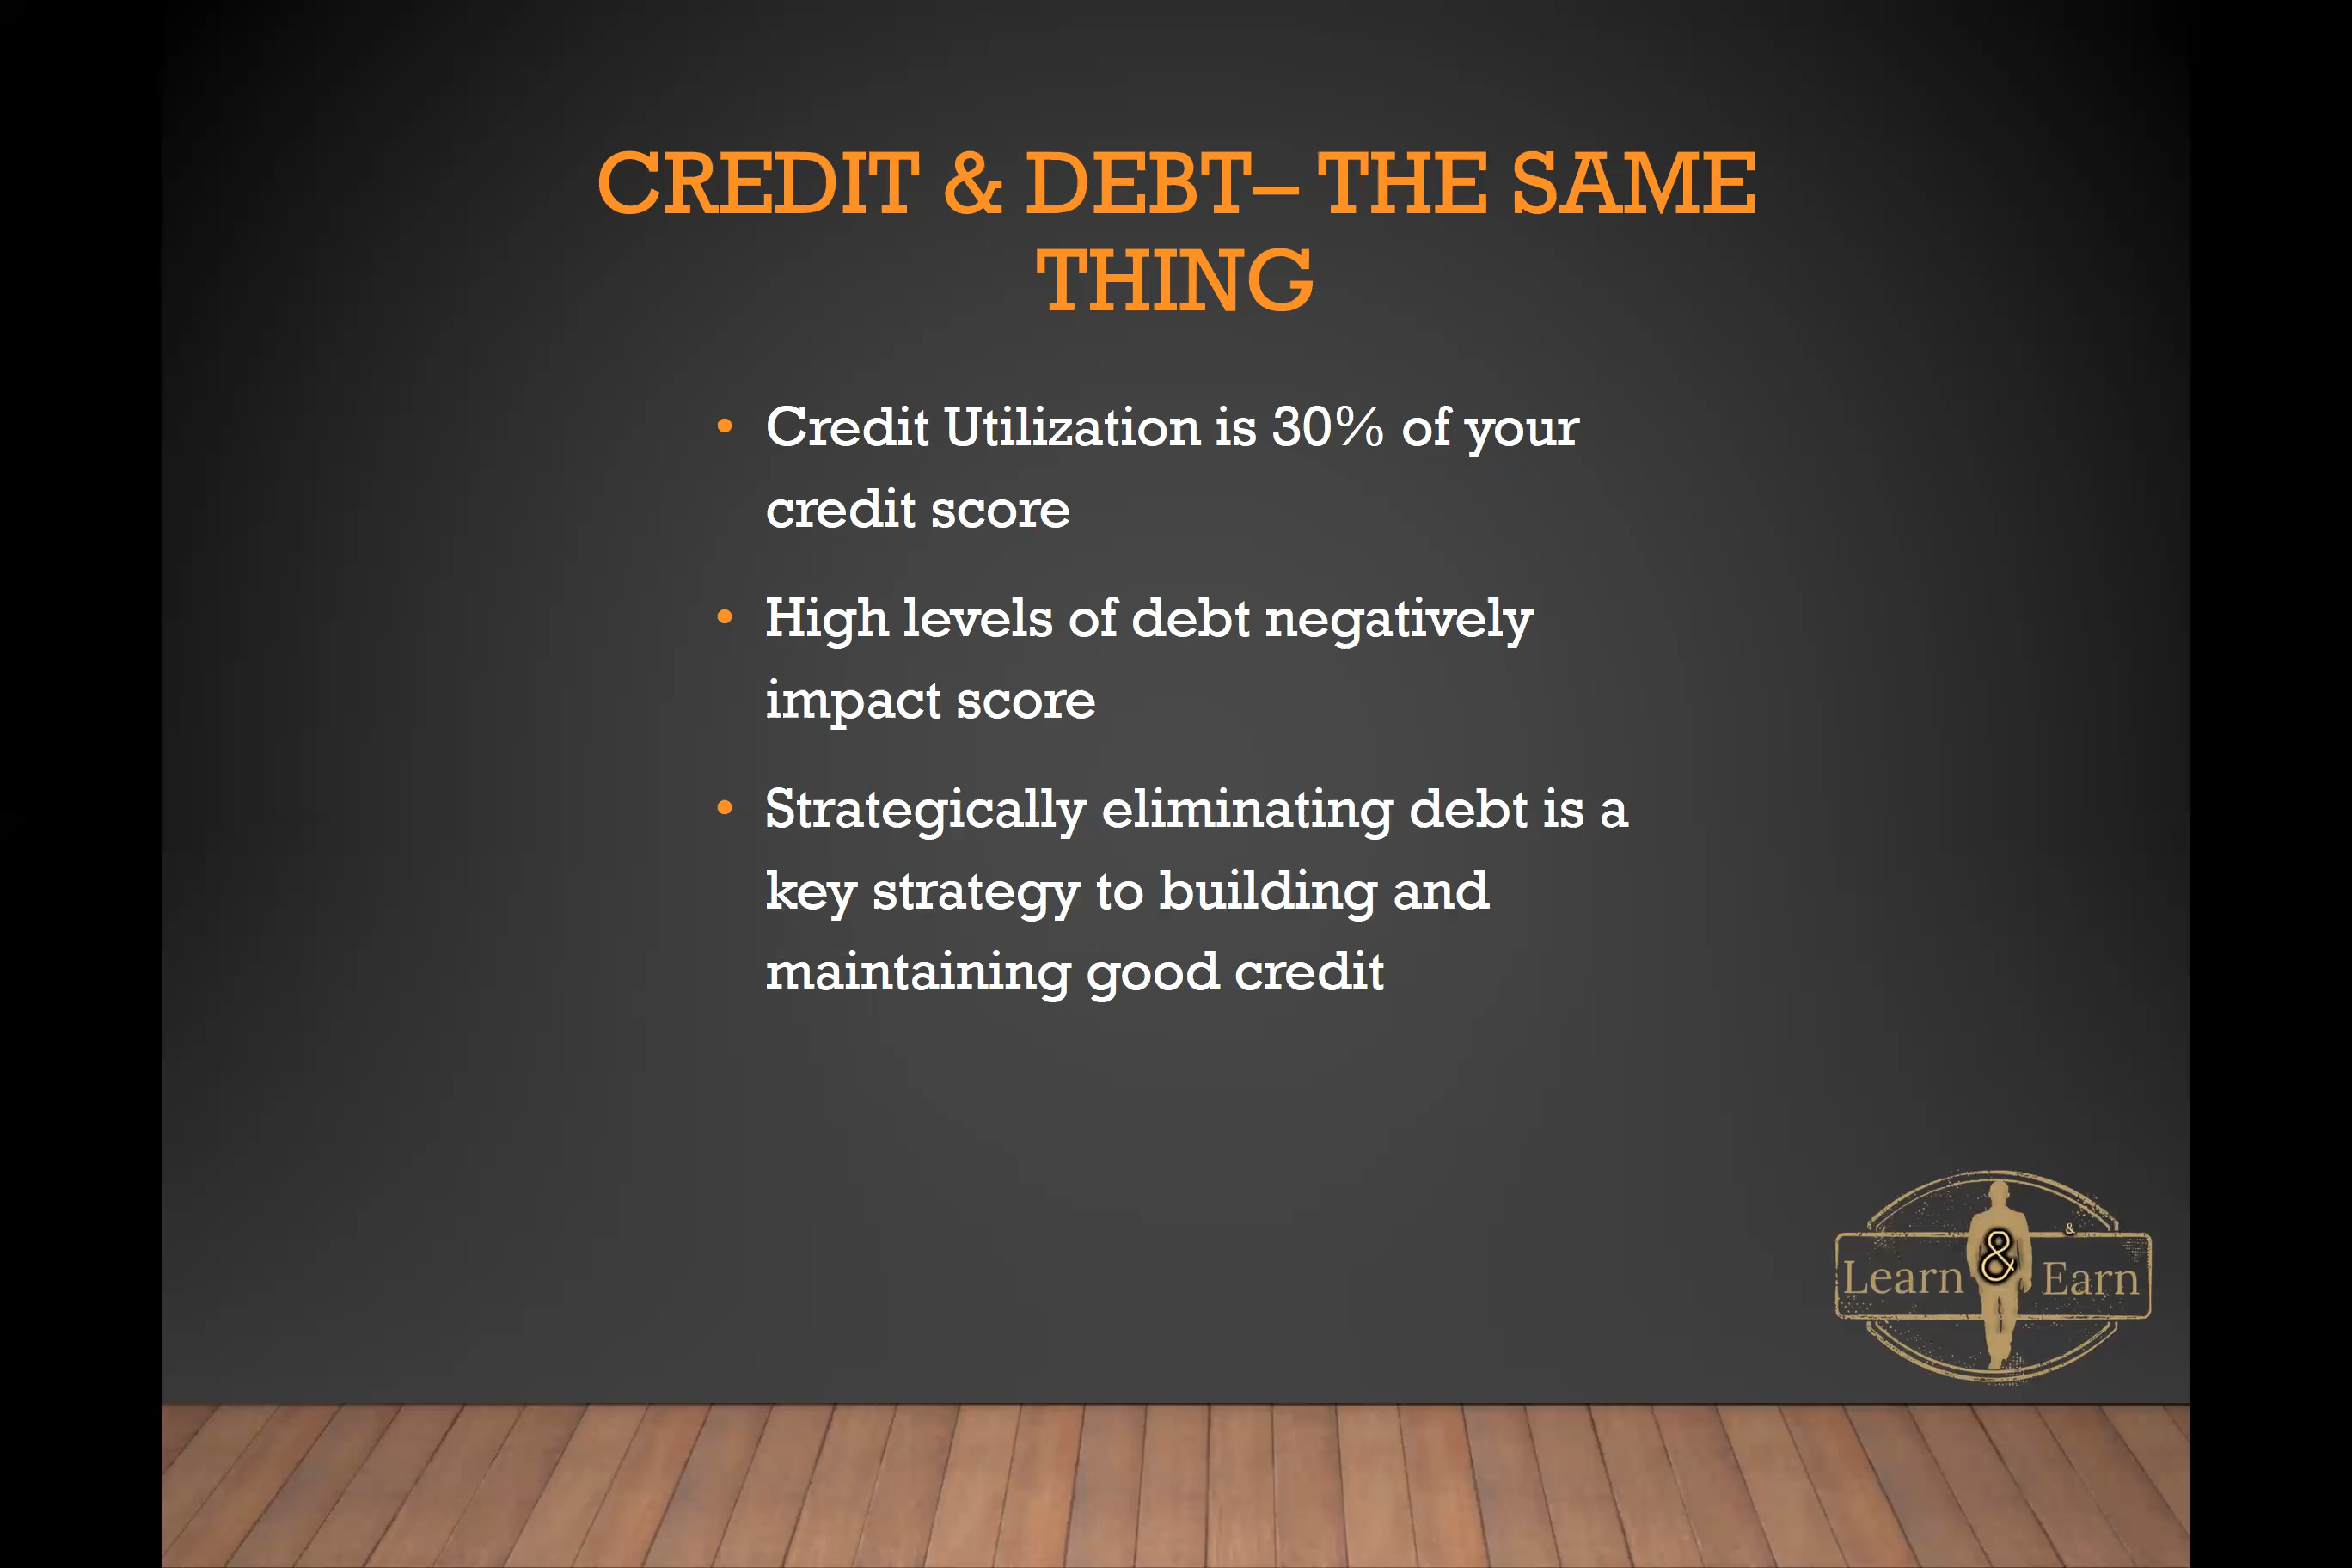 CREDIT & DEBT– THE SAME
THING
• Credit Utilization is 30% of your
credit score
• High levels of debt negatively
impact score
• Strategically eliminating debt is a
key strategy to building and
maintaining good credit
&
Learn & Earn